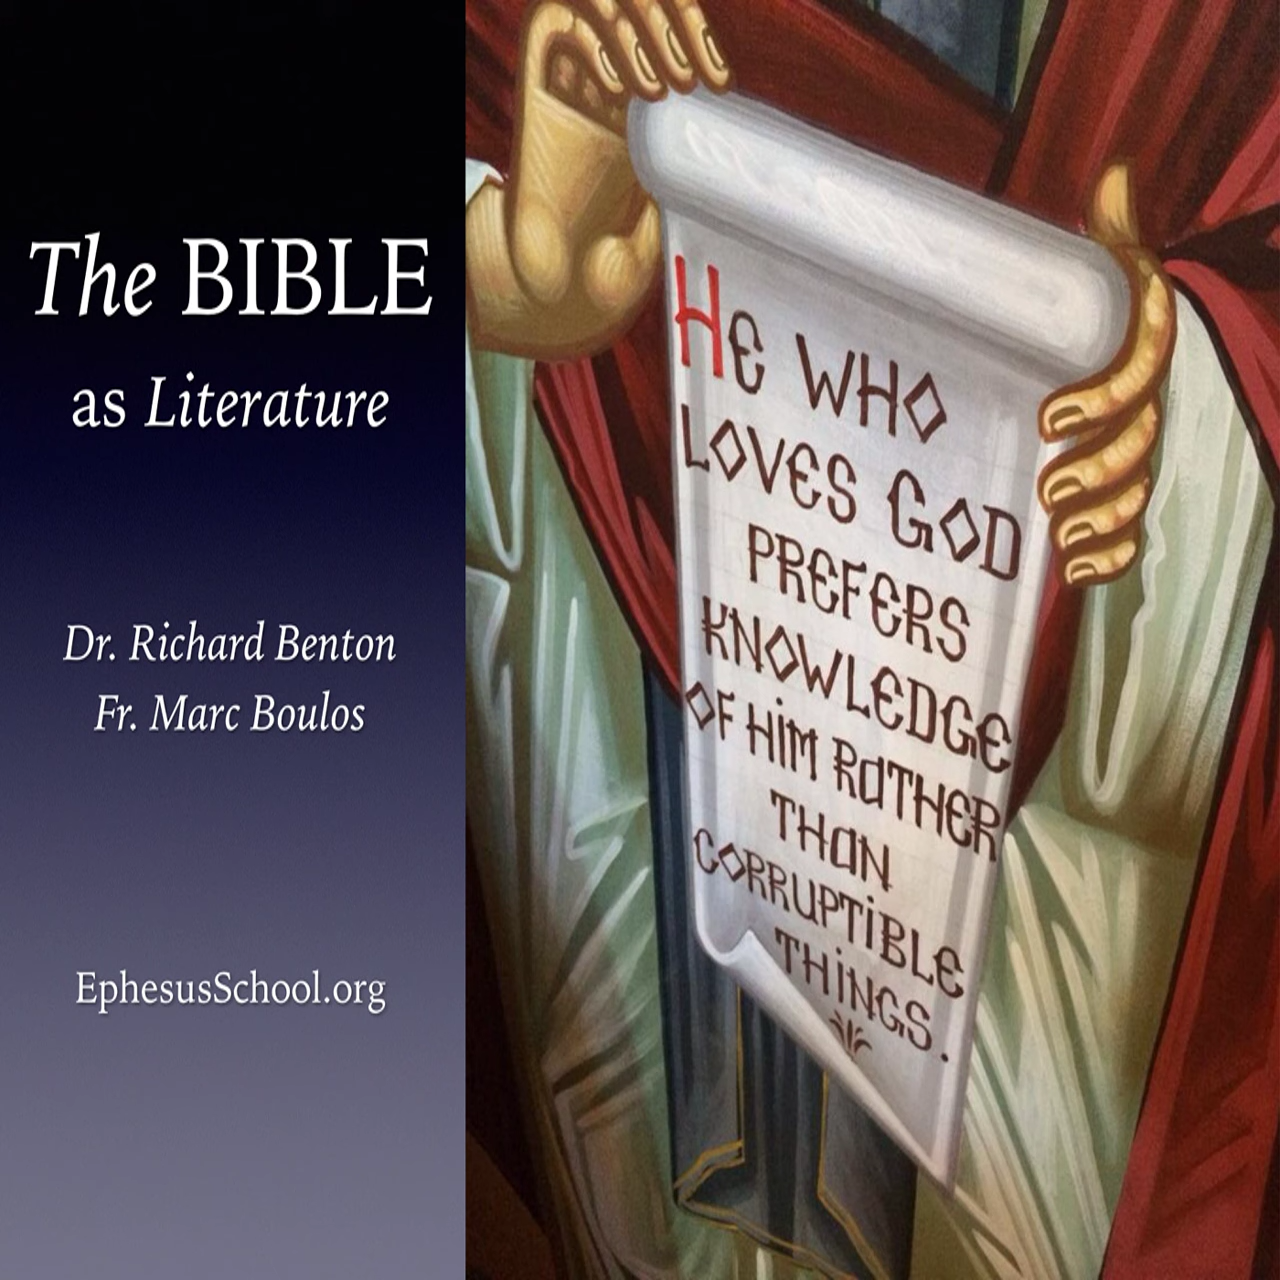 The BIBLE
as Literature
Dr. Richard Benton
Fr. Marc Boulos
EphesusSchool.org
HE WHO
LOVES GOD
PREFERS
KNOWLEDGE
OF HiM RATHER
THAN
CORRUPTiBLE
THiNGS.